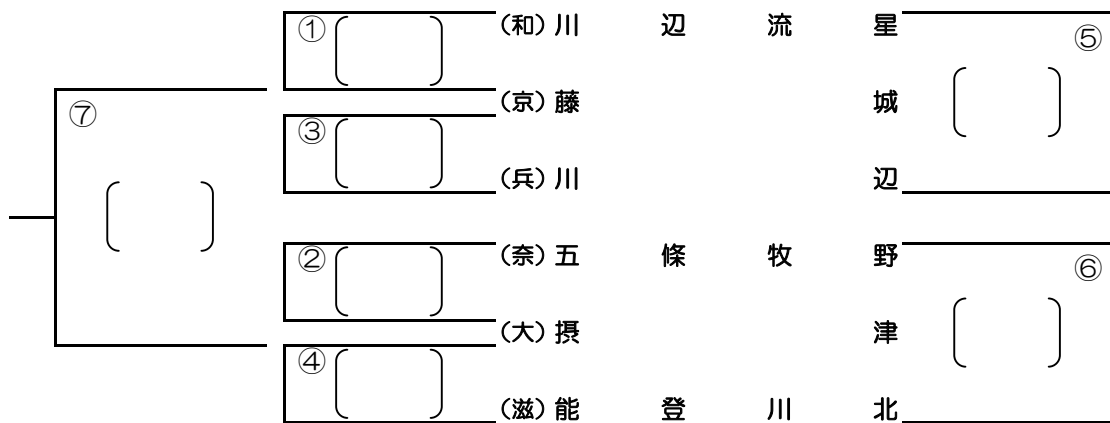 ① (和) 川辺流星 ⑤
(京) 藤城
⑦
③
(兵) 川辺
② (奈) 五條牧野 ⑥
(大) 摂津
④
(滋) 能登川北